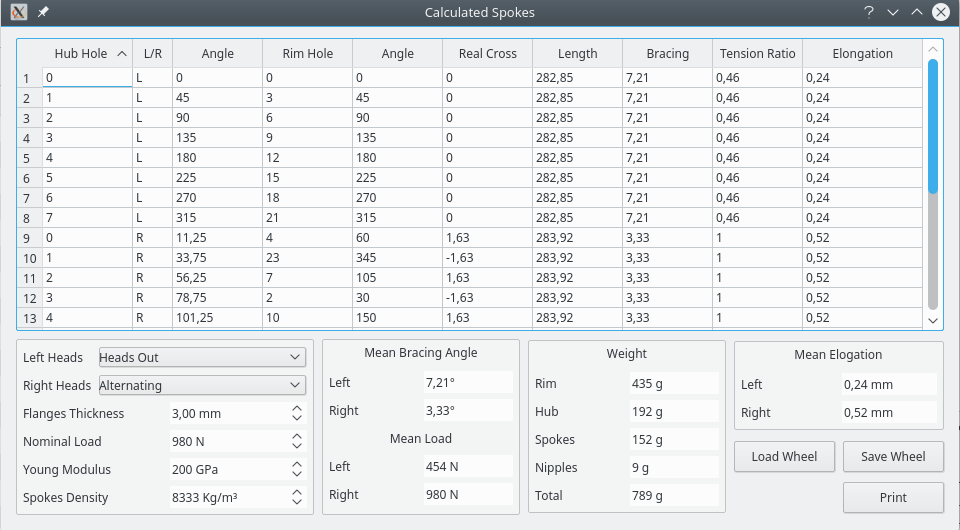 Calculated Spokes
Hub Hole L/R Angle Rim Hole Angle Real Cross Length Bracing Tension Ratio Elongation
1 0 L 0 0 0 0 282,85 7,21 0,46 0,24
2 1 L 45 3 45 0 282,85 7,21 0,46 0,24
3 2 L 90 6 90 0 282,85 7,21 0,46 0,24
4 3 L 135 9 135 0 282,85 7,21 0,46 0,24
5 4 L 180 12 180 0 282,85 7,21 0,46 0,24
6 5 L 225 15 225 0 282,85 7,21 0,46 0,24
7 6 L 270 18 270 0 282,85 7,21 0,46 0,24
8 7 L 315 21 315 0 282,85 7,21 0,46 0,24
9 0 R 11,25 4 60 1,63 283,92 3,33 1 0,52
10 1 R 33,75 23 345 -1,63 283,92 3,33 1 0,52
11 2 R 56,25 7 105 1,63 283,92 3,33 1 0,52
12 3 R 78,75 2 30 -1,63 283,92 3,33 1 0,52
13 4 R 101,25 10 150 1,63 283,92 3,33 1 0,52
Left Heads Heads Out
Right Heads Alternating
Flanges Thickness 3,00 mm
Nominal Load 980 N
Young Modulus 200 GPa
Spokes Density 8333 Kg/m³
Mean Bracing Angle
Left 7,21°
Right 3,33°
Mean Load
Left 454 N
Right 980 N
Weight
Rim 435 g
Hub 192 g
Spokes 152 g
Nipples 9 g
Total 789 g
Mean Elogation
Left 0,24 mm
Right 0,52 mm
Load Wheel Save Wheel
Print